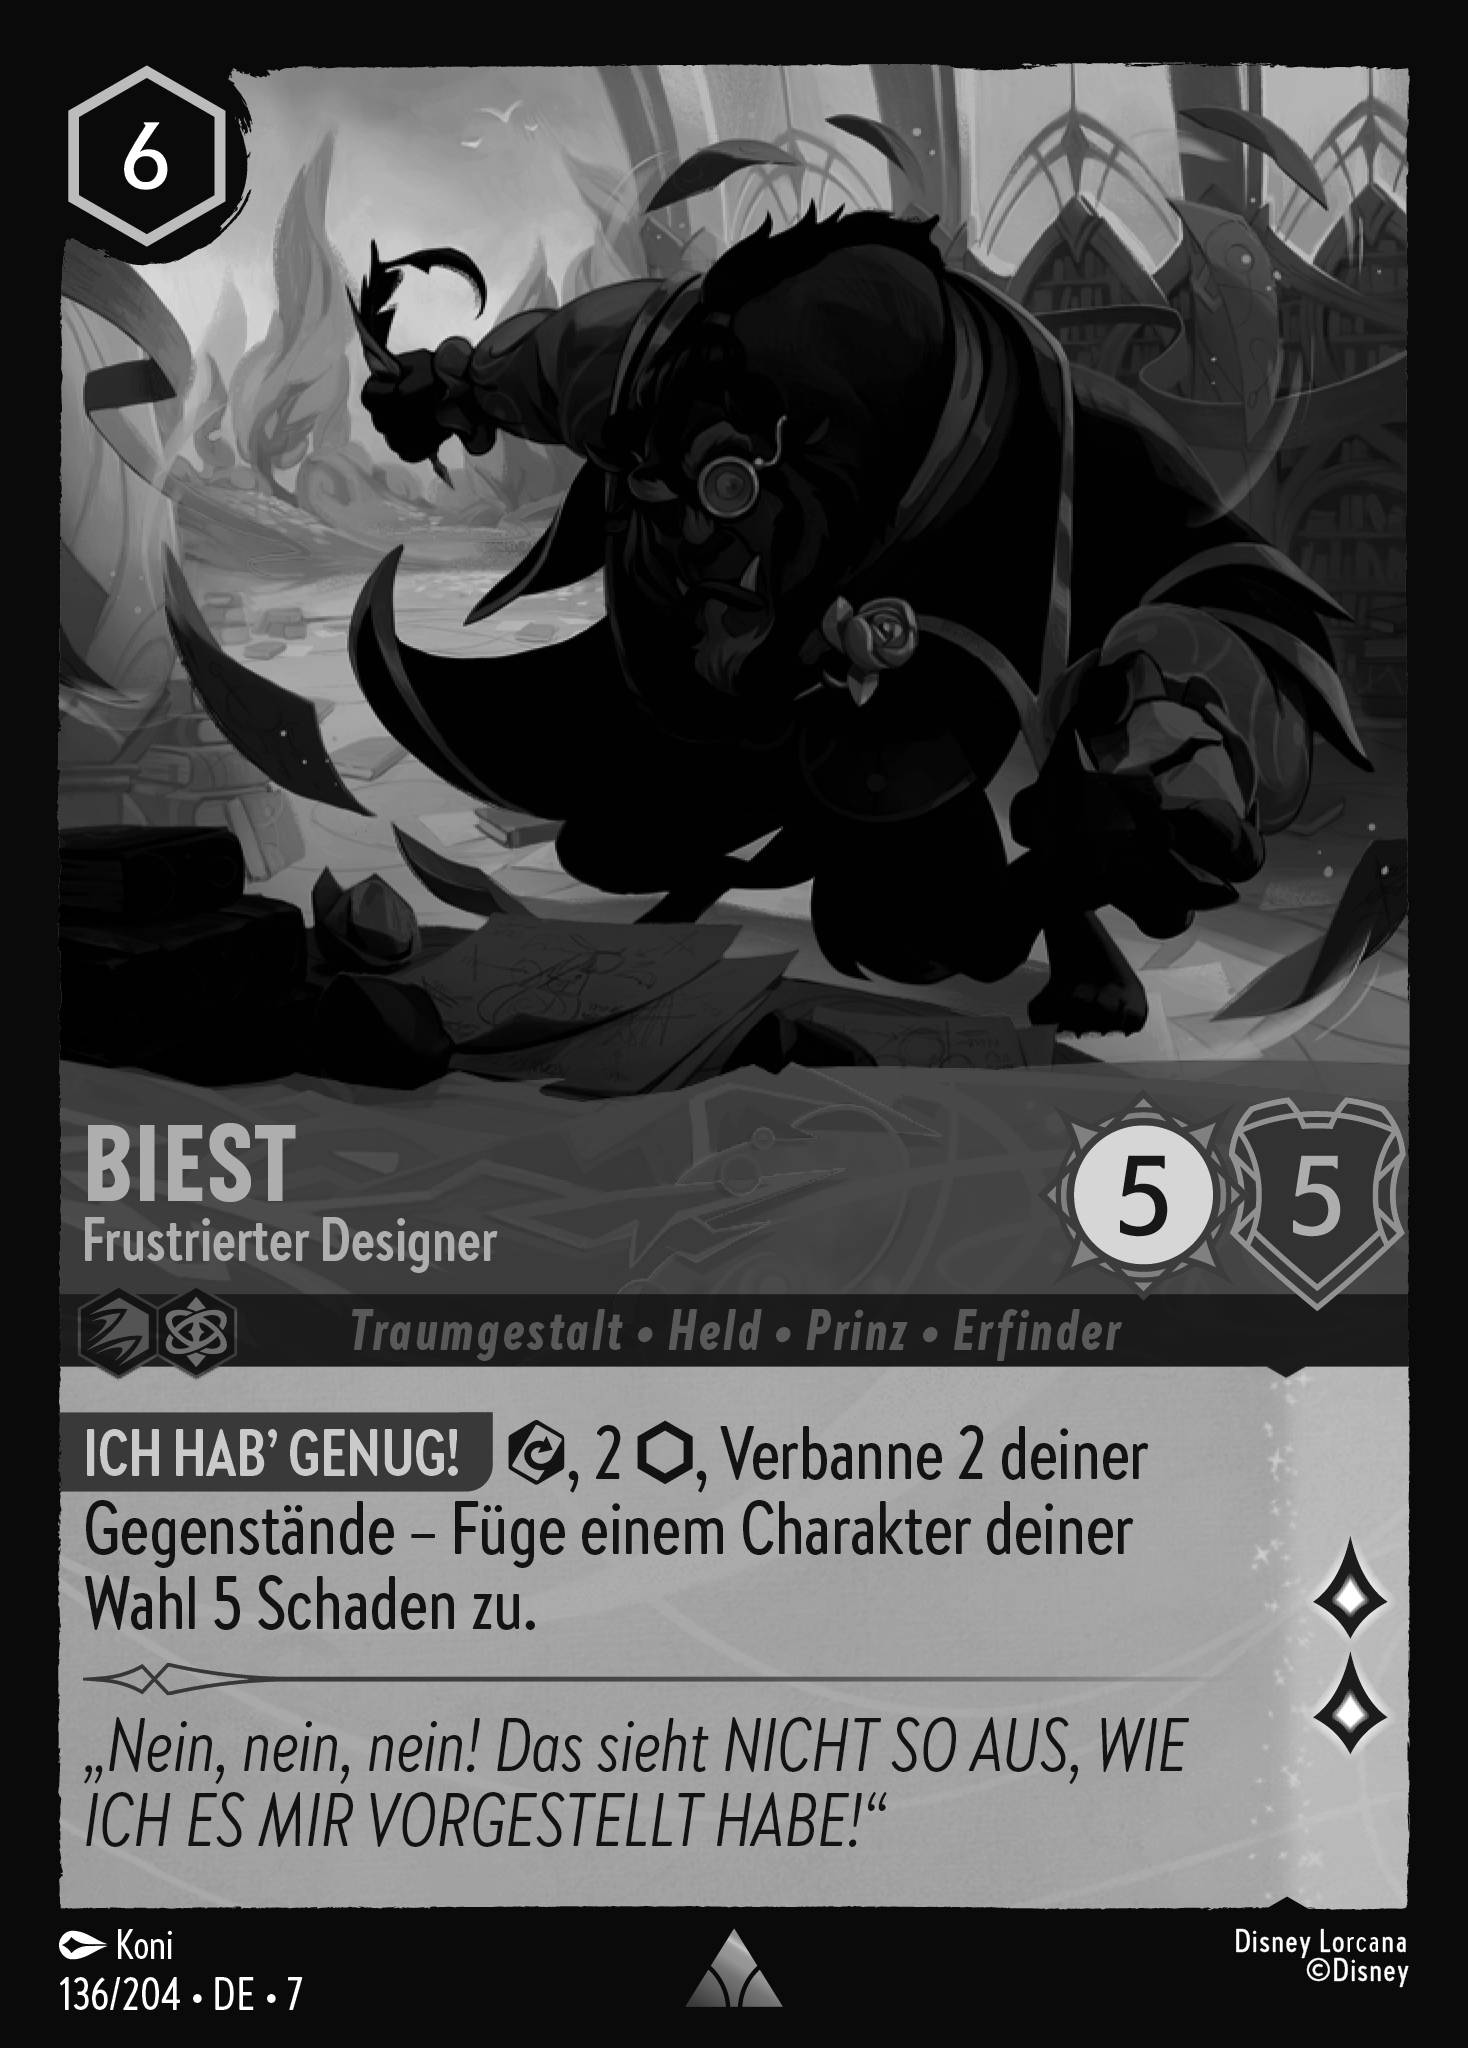 6
BIEST
Frustrierter Designer
5 5
Traumgestalt • Held • Prinz • Erfinder
ICH HAB’ GENUG! , 2 , Verbanne 2 deiner
Gegenstände – Füge einem Charakter deiner
Wahl 5 Schaden zu.
„Nein, nein, nein! Das sieht NICHT SO AUS, WIE
ICH ES MIR VORGESTELLT HABE!“
Koni
136/204 • DE • 7
Disney Lorcana
©Disney